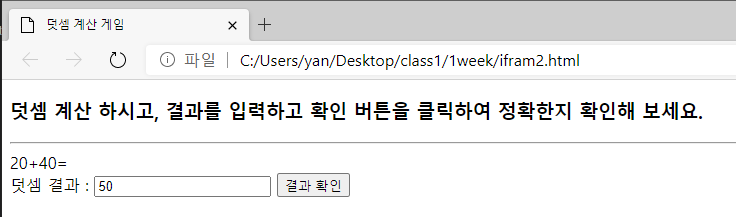 덧셈 계산 게임
파일 C:/Users/yan/Desktop/class1/1week/ifram2.html
덧셈 계산 하시고, 결과를 입력하고 확인 버튼을 클릭하여 정확한지 확인해 보세요.
20+40=
덧셈 결과 : 50 결과 확인